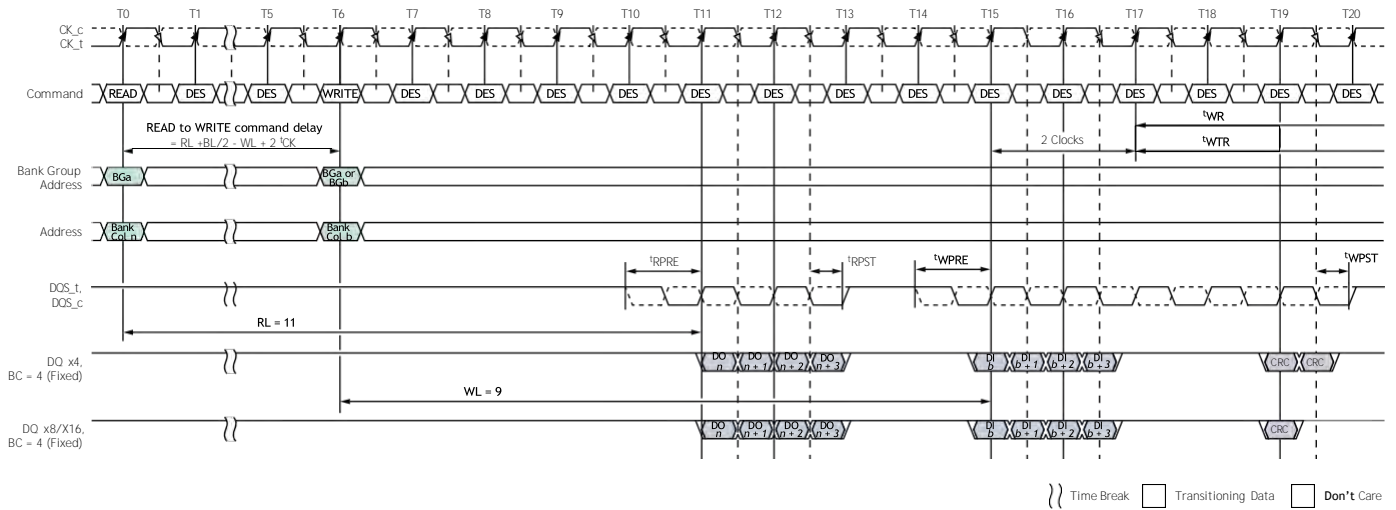 T0 T1 T5 T6 T7 T8 T9 T10 T11 T12 T13 T14 T15 T16 T17 T18 T19 T20
CK_c
CK_t
Command READ DES DES WRITE DES DES DES DES DES DES DES DES DES DES DES DES DES DES
tWR
READ to WRITE command delay
= RL +BL/2 - WL + 2 tCK
2 Clocks
tWTR
Bank Group
Address
BGa
BGa or
BGb
Address
Bank
Col n
Bank
Col b
tRPRE tRPST tWPRE tWPST
DQS_t,
DQS_c
RL = 11
DQ x4,
BC = 4 (Fixed)
DO
n
DO
n + 1
DO
n + 2
DO
n + 3
DI
b
DI
b + 1
DI
b + 2
DI
b + 3
CRC CRC
WL = 9
DQ x8/X16,
BC = 4 (Fixed)
DO
n
DO
n + 1
DO
n + 2
DO
n + 3
DI
b
DI
b + 1
DI
b + 2
DI
b + 3
CRC
Time Break Transitioning Data Don't Care